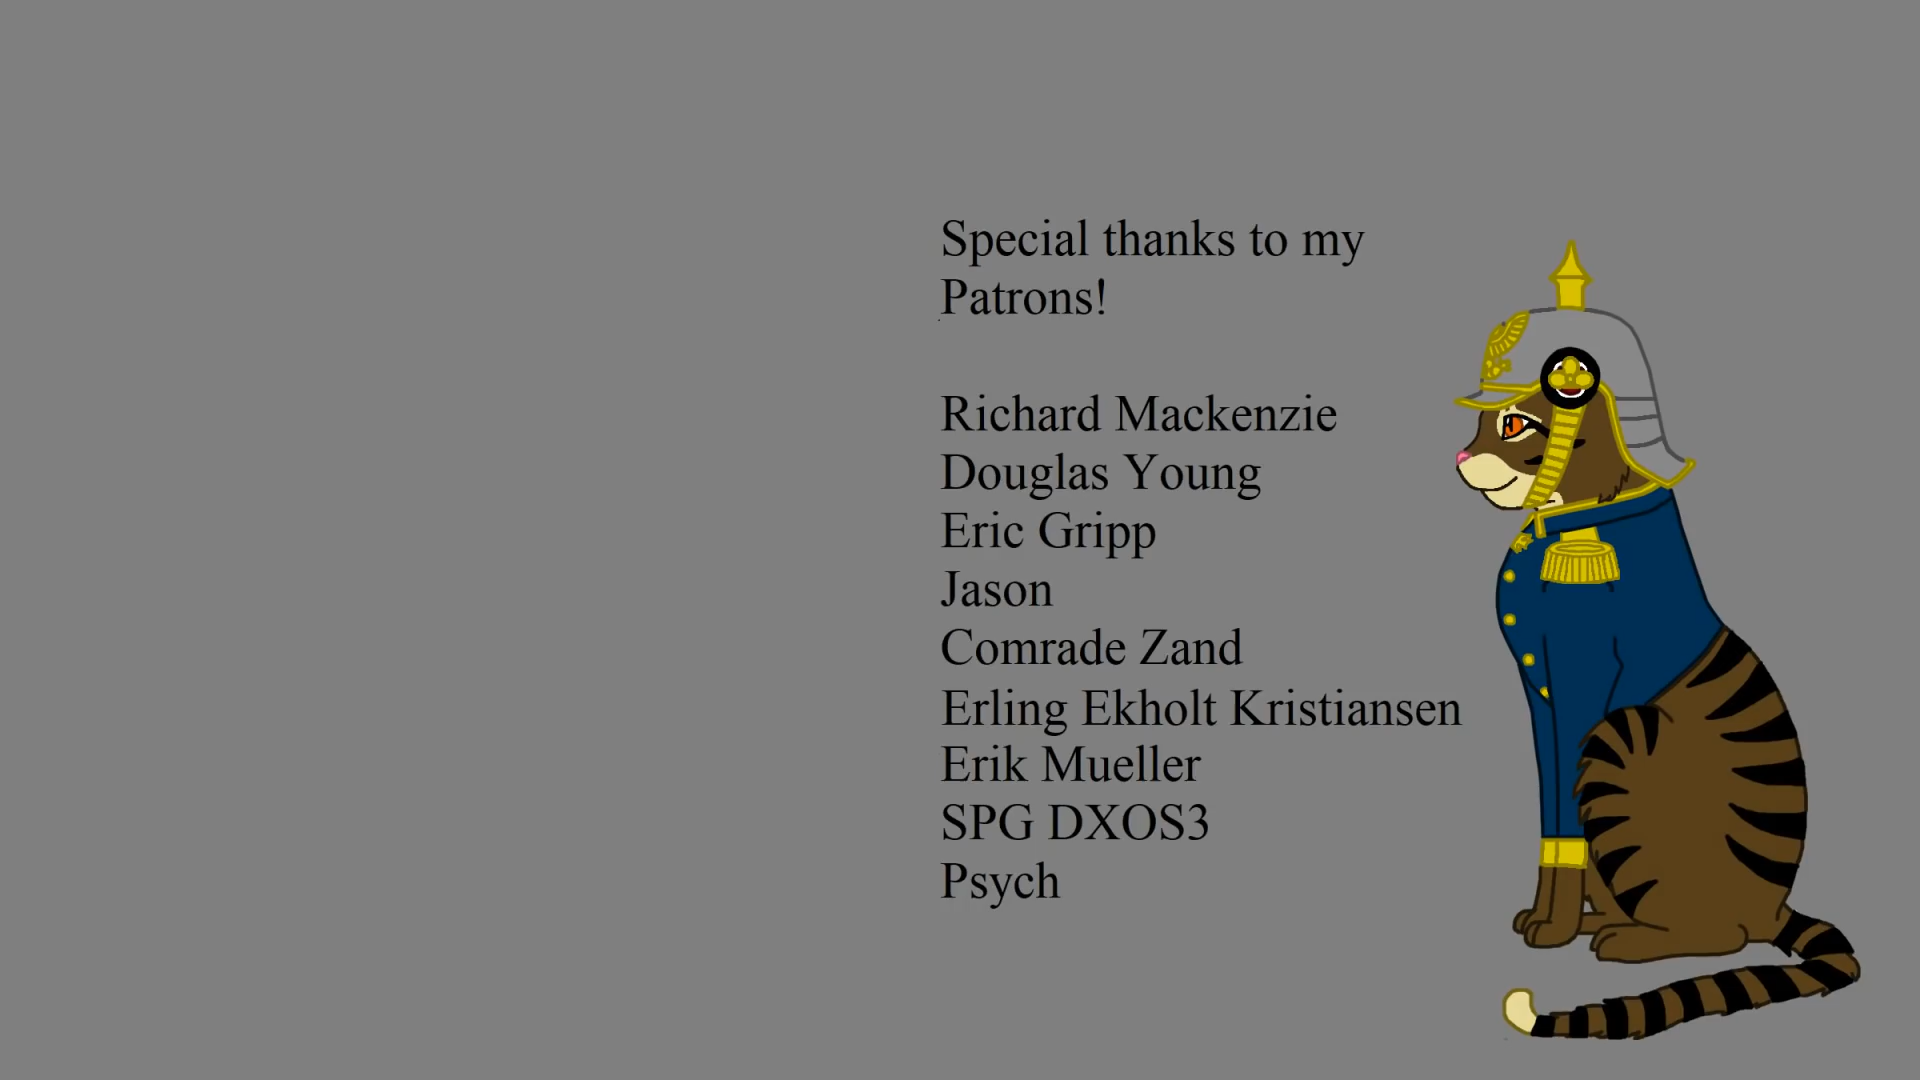 Special thanks to my
Patrons!
Richard Mackenzie
Douglas Young
Eric Gripp
Jason
Comrade Zand
Erling Ekholt Kristiansen
Erik Mueller
SPG DXOS3
Psych